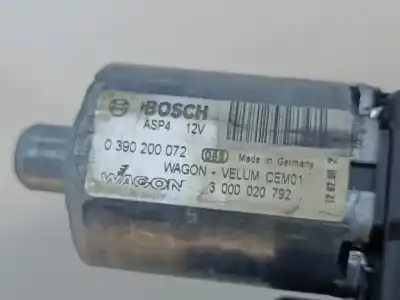 BOSCH
ASP4 12V
0 390 200 072 Made in Germany
WAGON - VELUM CEM01
WAGON 3 000 020 792